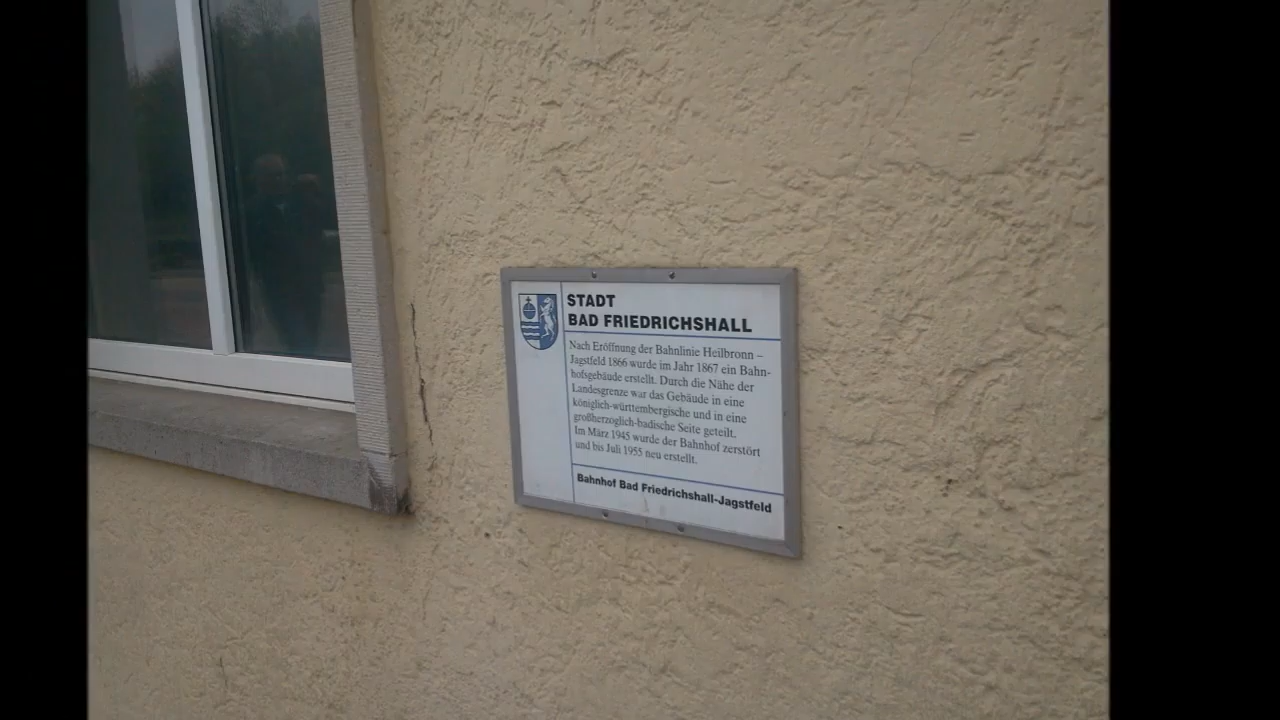 STADT
BAD FRIEDRICHSHALL
Nach Eröffnung der Bahnlinie Heilbronn –
Jagstfeld 1866 wurde im Jahr 1867 ein Bahn-
hofsgebäude erstellt. Durch die Nähe der
Landesgrenze war das Gebäude in eine
königlich-württembergische und in eine
großherzoglich-badische Seite geteilt.
Im März 1945 wurde der Bahnhof zerstört
und bis Juli 1955 neu erstellt.
Bahnhof Bad Friedrichshall-Jagstfeld